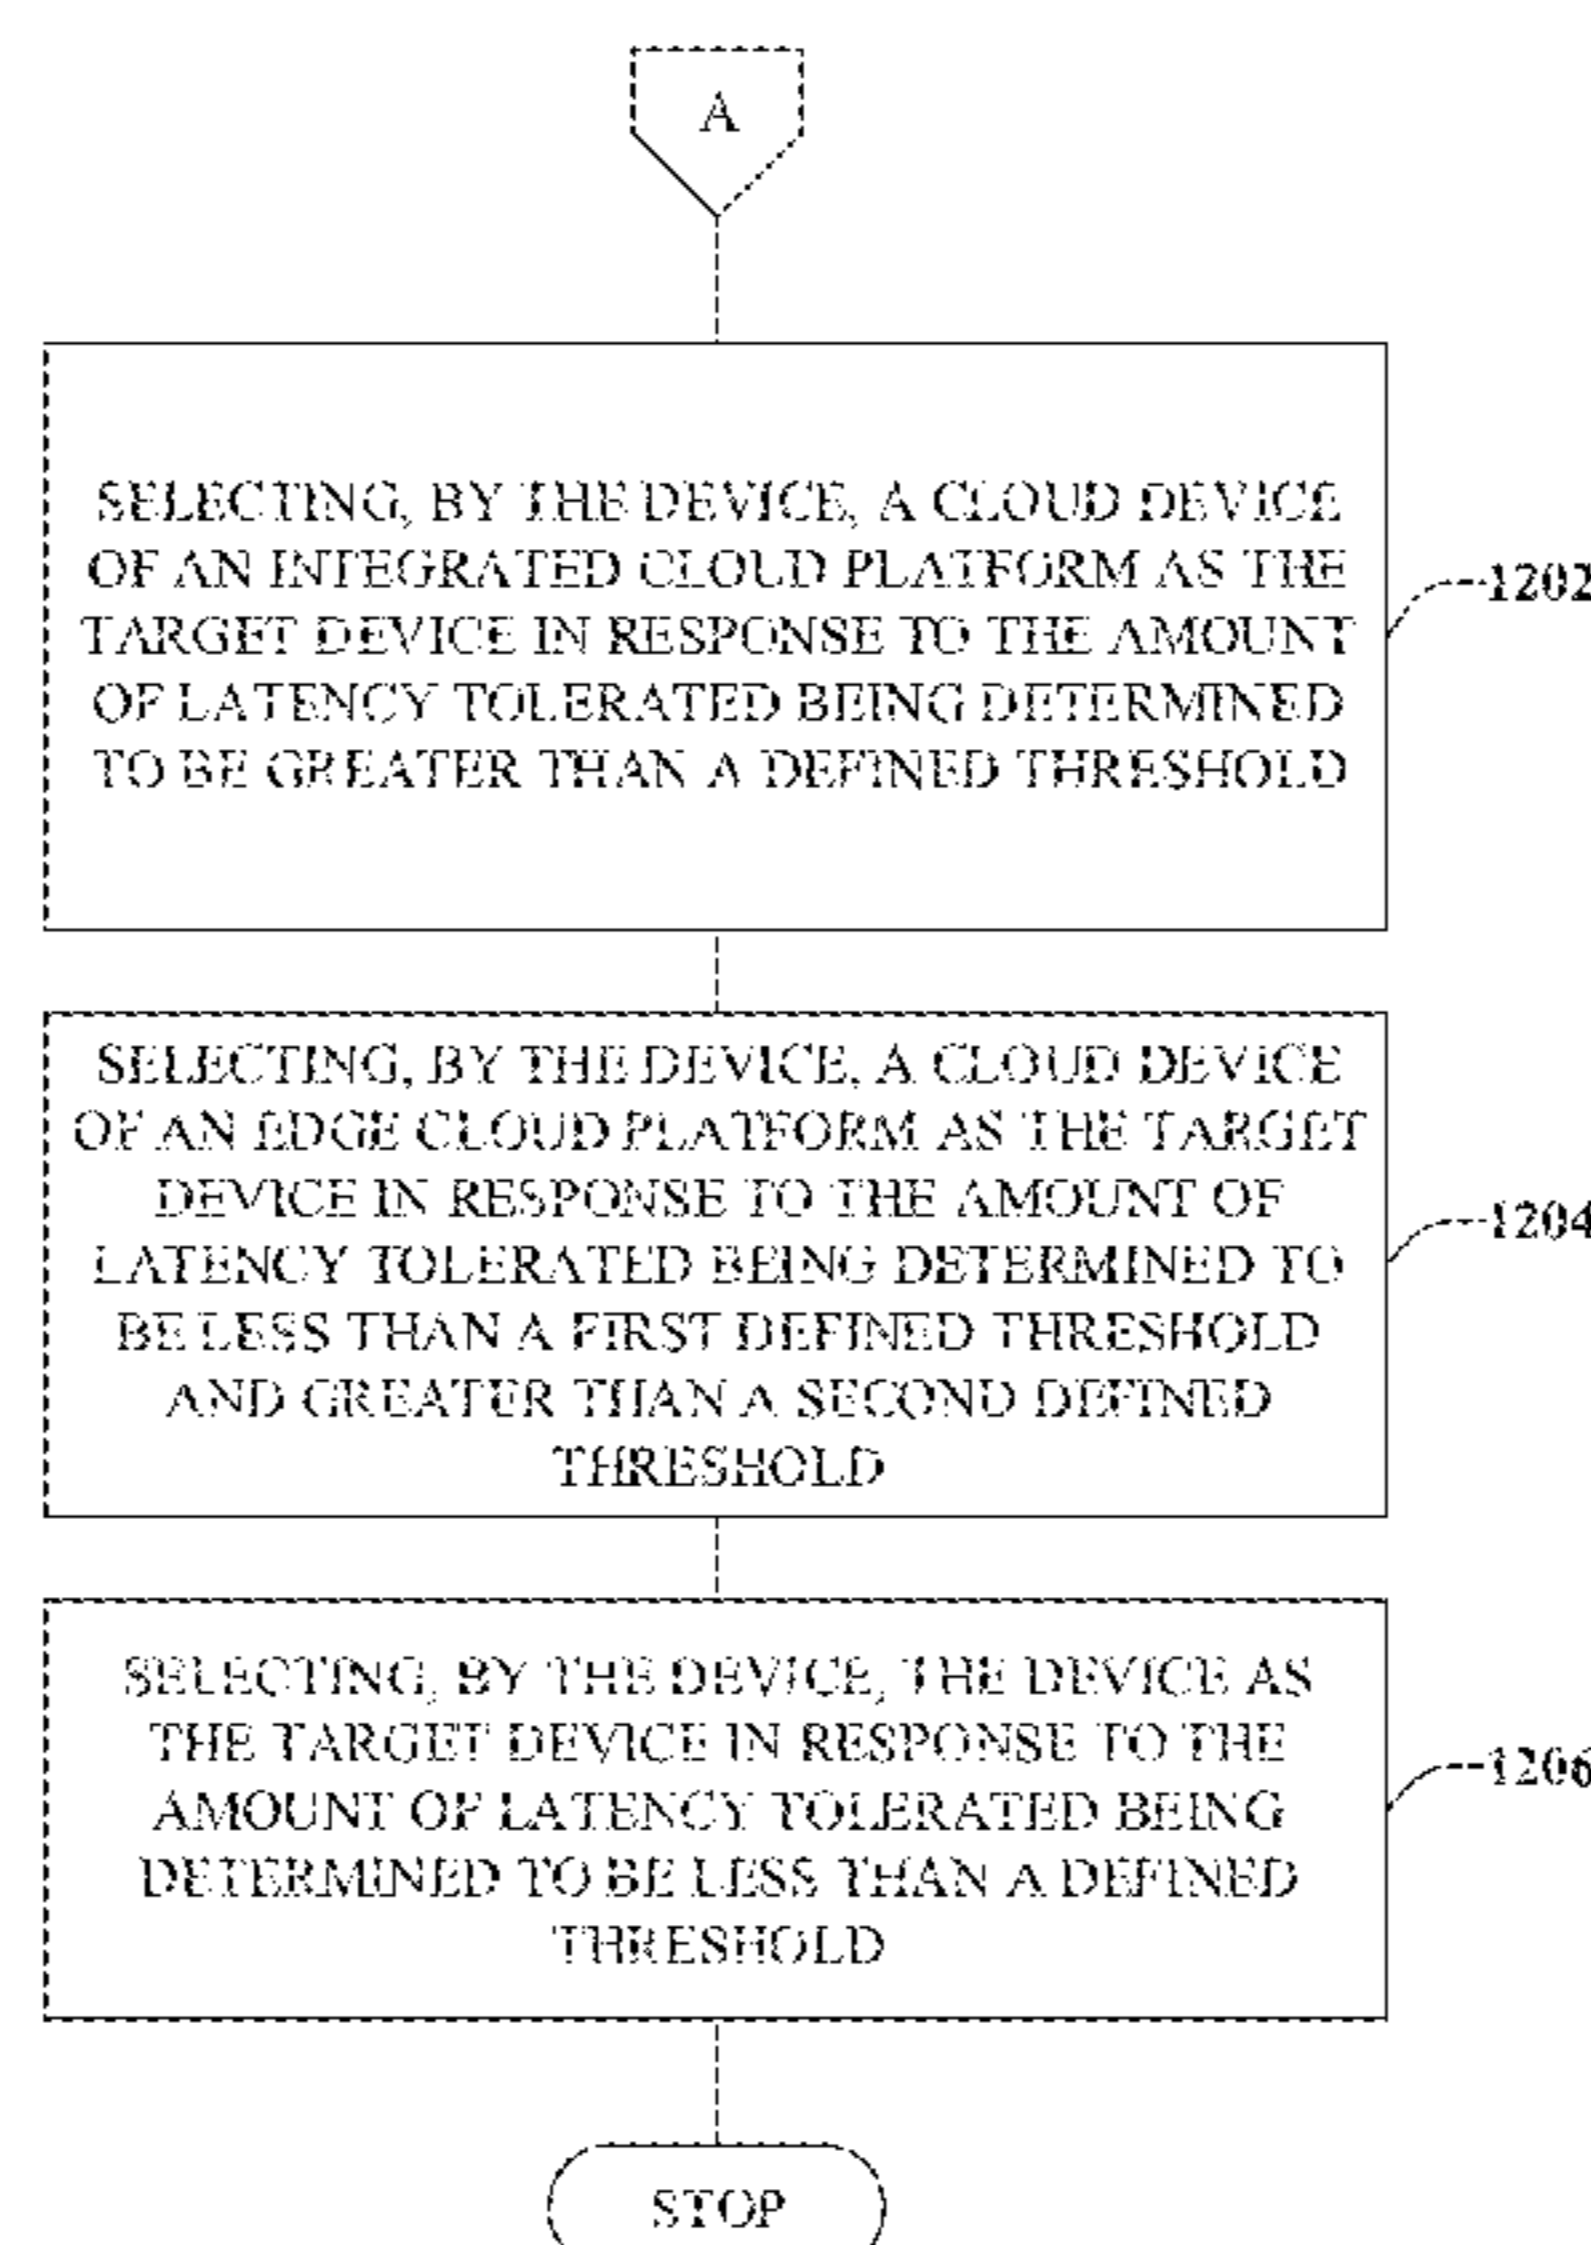 A
SELECTING, BY THE DEVICE, A CLOUD DEVICE
OF AN INTEGRATED CLOUD PLATFORM AS THE
TARGET DEVICE IN RESPONSE TO THE AMOUNT
OF LATENCY TOLERATED BEING DETERMINED
TO BE GREATER THAN A DEFINED THRESHOLD
1202
SELECTING, BY THE DEVICE, A CLOUD DEVICE
OF AN EDGE CLOUD PLATFORM AS THE TARGET
DEVICE IN RESPONSE TO THE AMOUNT OF
LATENCY TOLERATED BEING DETERMINED TO
BE LESS THAN A FIRST DEFINED THRESHOLD
AND GREATER THAN A SECOND DEFINED
THRESHOLD
1204
SELECTING, BY THE DEVICE, THE DEVICE AS
THE TARGET DEVICE IN RESPONSE TO THE
AMOUNT OF LATENCY TOLERATED BEING
DETERMINED TO BE LESS THAN A DEFINED
THRESHOLD
1206
STOP